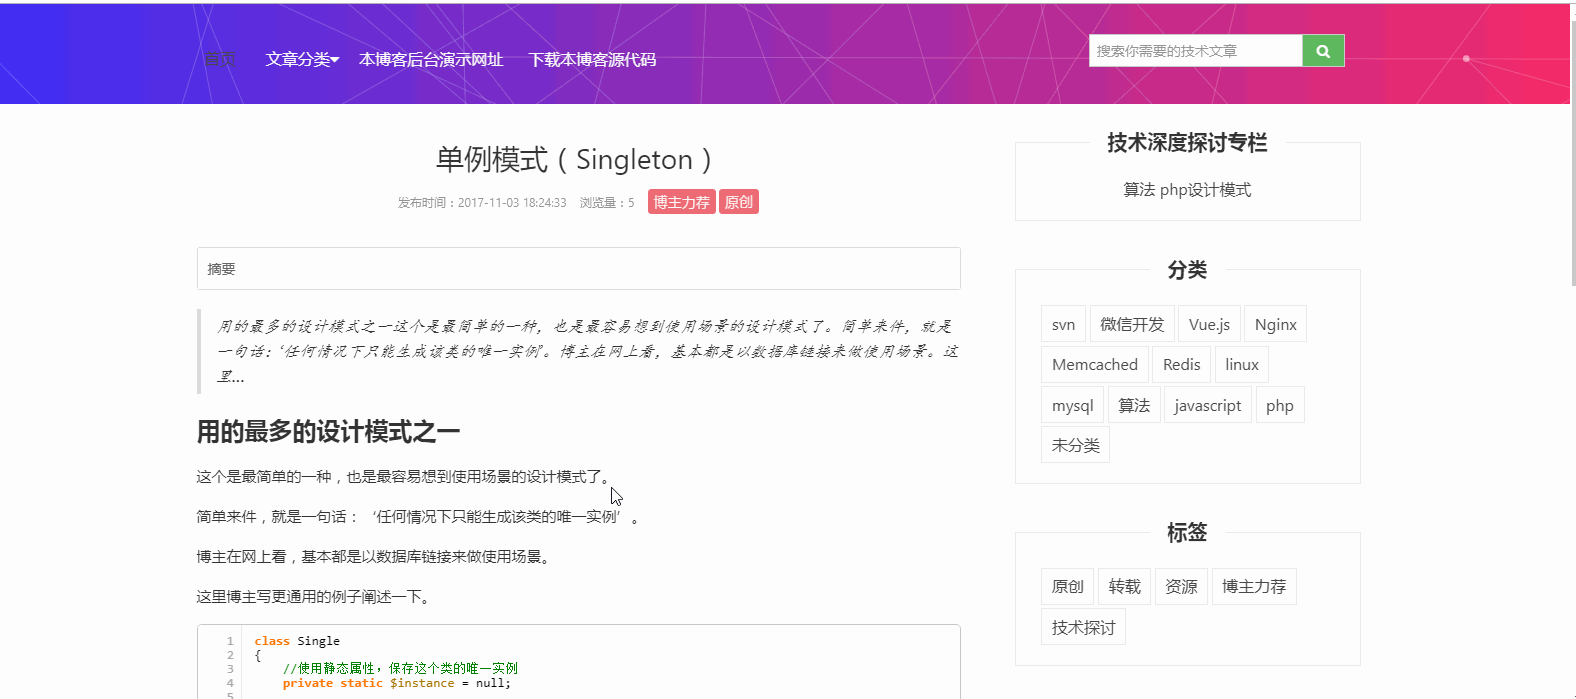 首页 文章分类 本博客后台演示网址 下载本博客源代码
搜索你需要的技术文章
单例模式（Singleton）
发布时间：2017-11-03 18:24:33 浏览量：5 博主力荐 原创
摘要
用的最多的设计模式之一这个是最简单的一种，也是最容易想到使用场景的设计模式了。简单来件，就是
一句话：‘任何情况下只能生成该类的唯一实例’。博主在网上看，基本都是以数据库链接来做使用场景。这
里...
用的最多的设计模式之一
这个是最简单的一种，也是最容易想到使用场景的设计模式了。
简单来件，就是一句话：‘任何情况下只能生成该类的唯一实例’。
博主在网上看，基本都是以数据库链接来做使用场景。
这里博主写更通用的例子阐述一下。
1 class Single
2 {
3 //使用静态属性，保存这个类的唯一实例
4 private static $instance = null;
5
技术深度探讨专栏
算法 php设计模式
分类
svn 微信开发 Vue.js Nginx
Memcached Redis linux
mysql 算法 javascript php
未分类
标签
原创 转载 资源 博主力荐
技术探讨